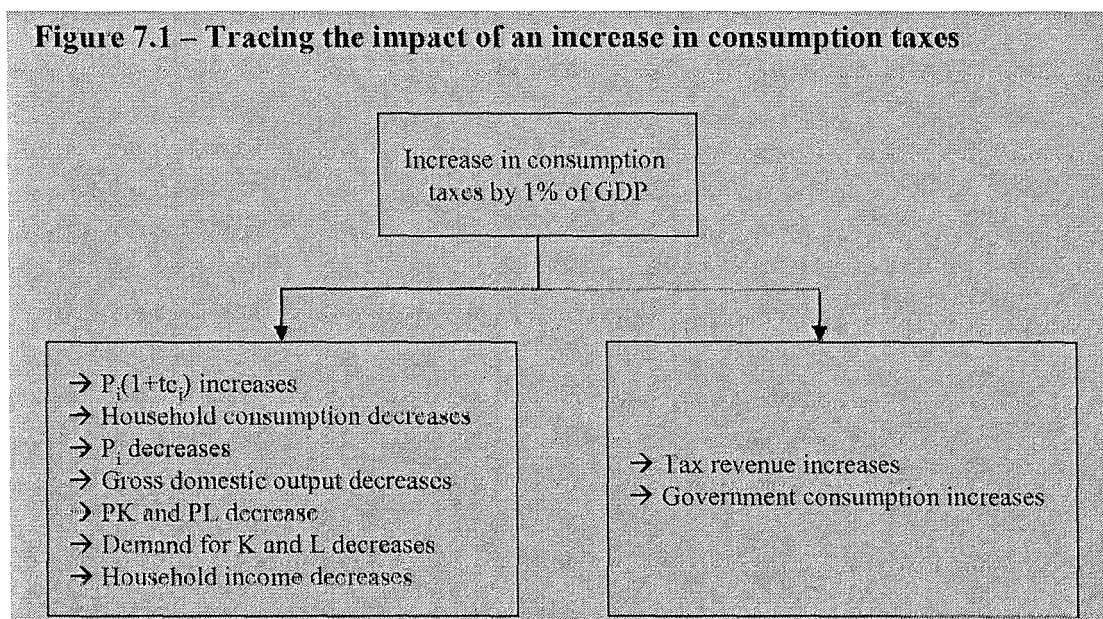 Figure 7.1 – Tracing the impact of an increase in consumption taxes
Increase in consumption
taxes by 1% of GDP
→ Pᵢ(1+tcᵢ) increases
→ Household consumption decreases
→ Pᵢ decreases
→ Gross domestic output decreases
→ PK and PL decrease
→ Demand for K and L decreases
→ Household income decreases
→ Tax revenue increases
→ Government consumption increases